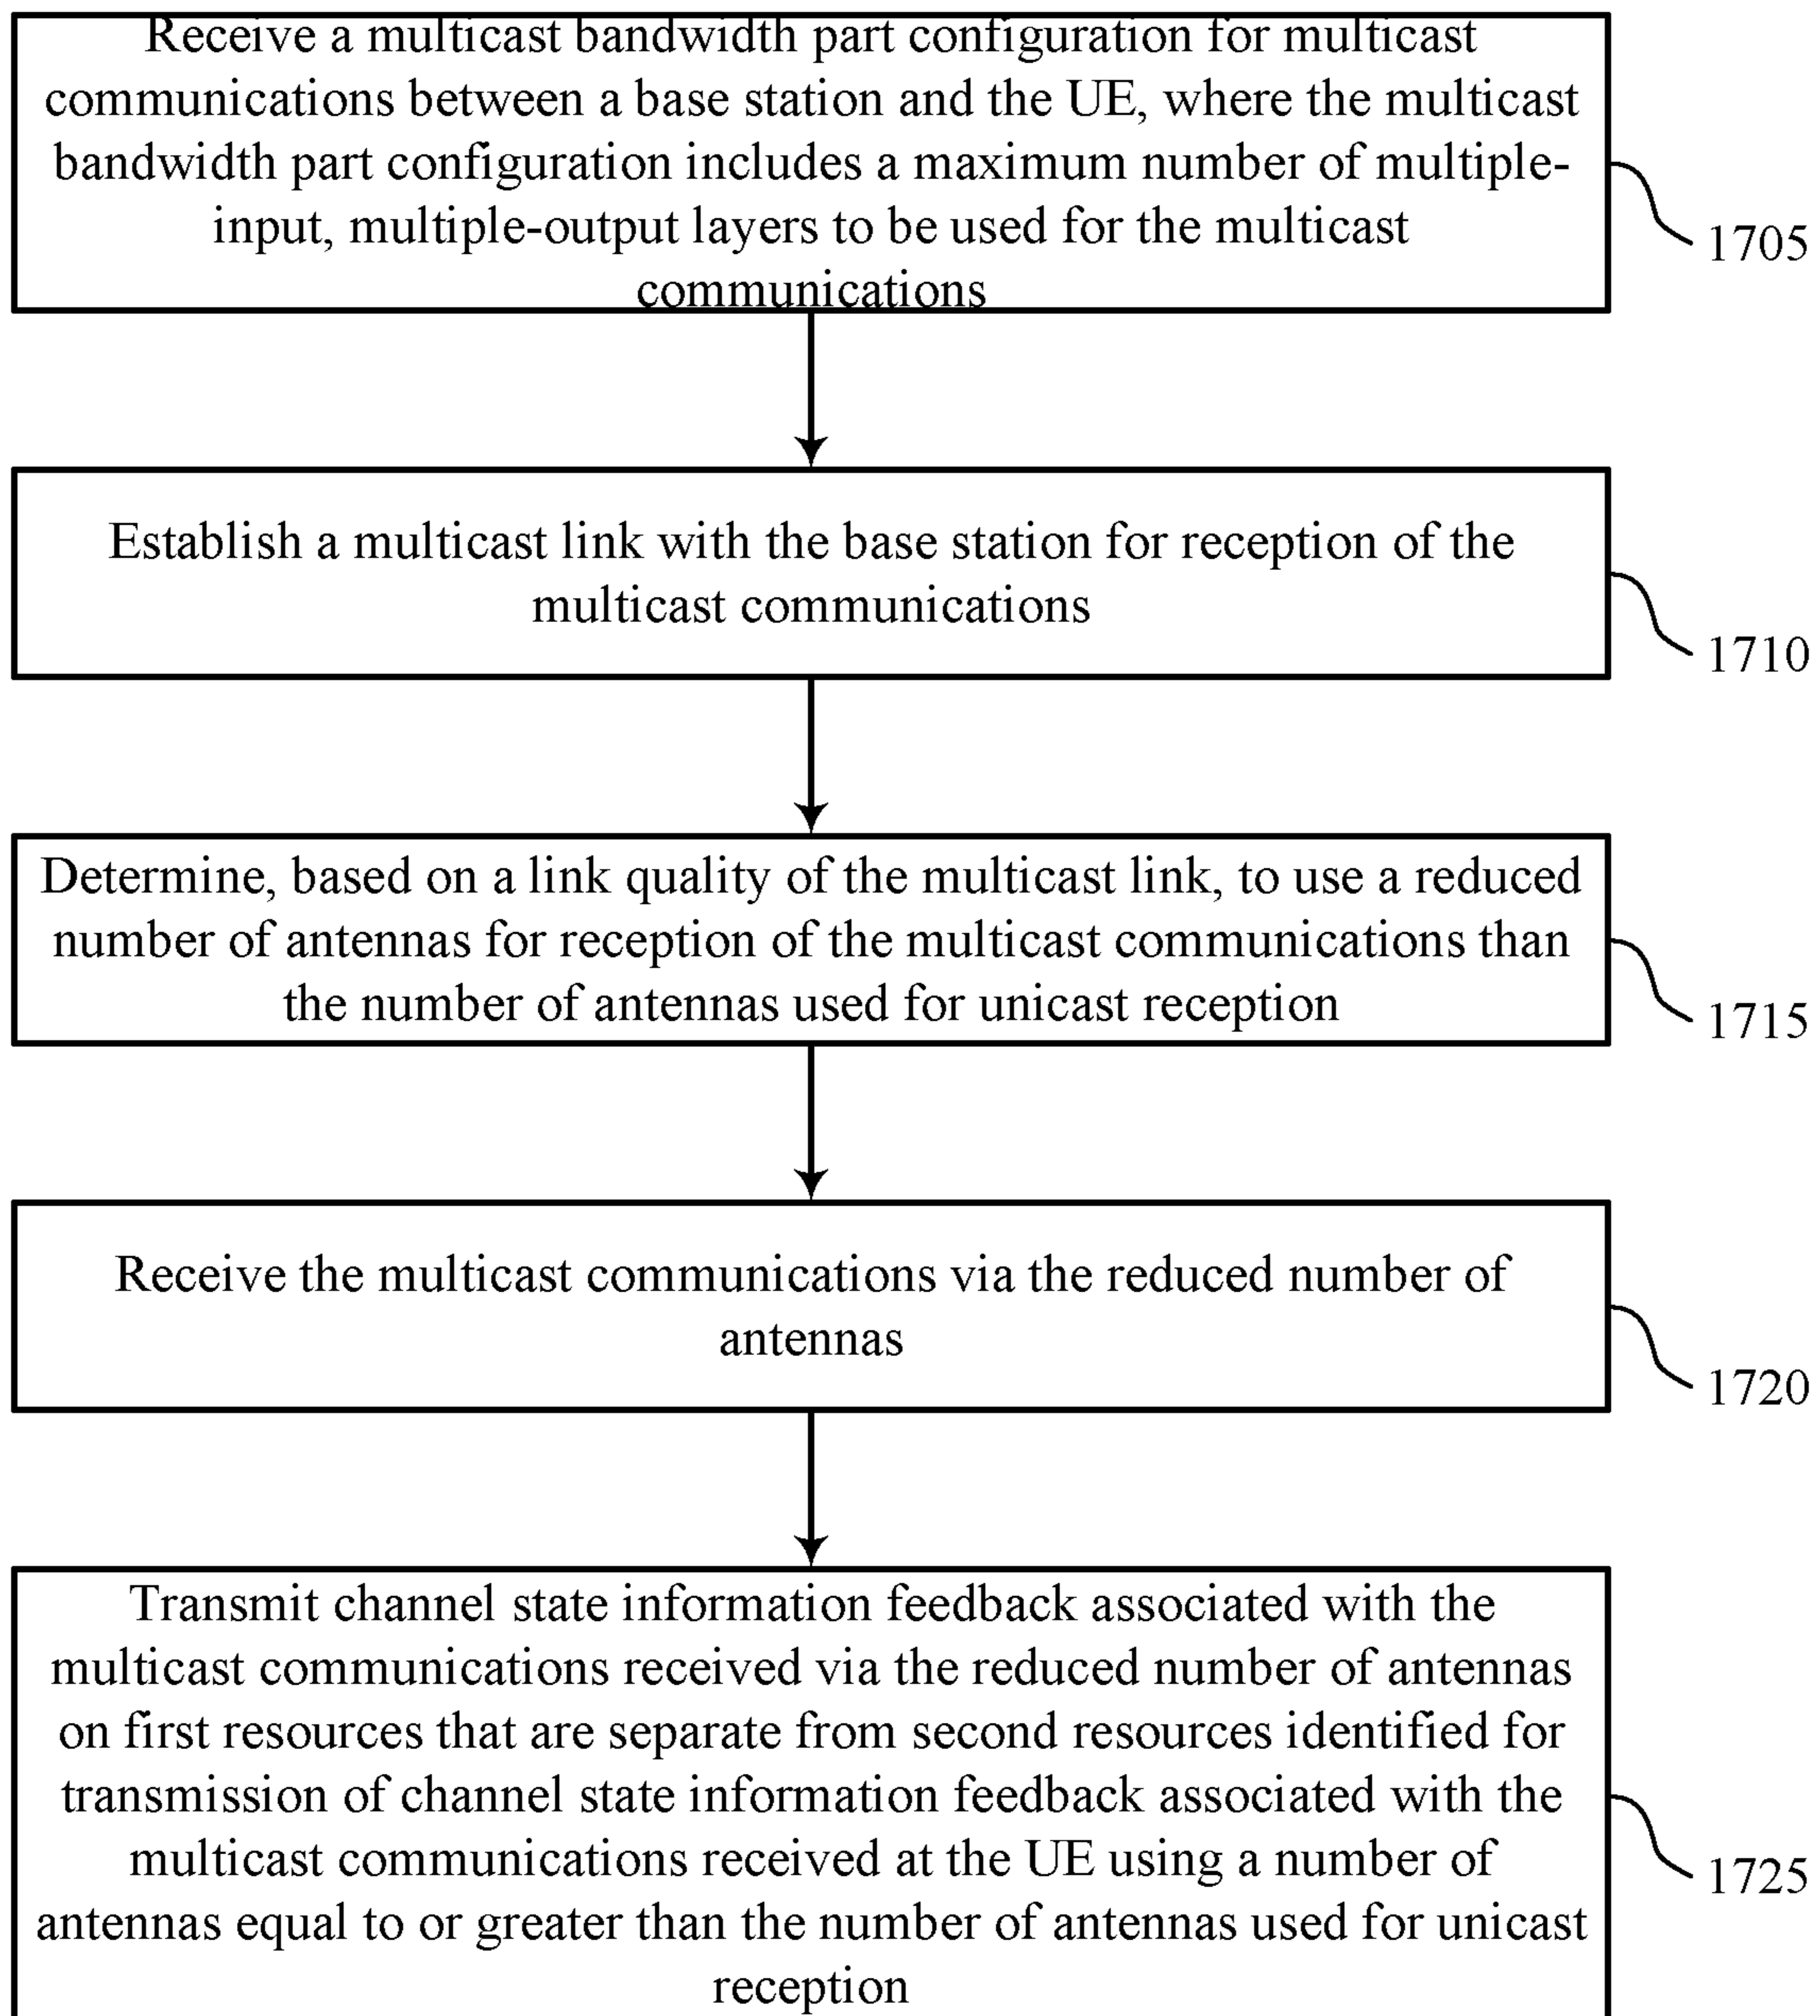 Receive a multicast bandwidth part configuration for multicast
communications between a base station and the UE, where the multicast
bandwidth part configuration includes a maximum number of multiple-
input, multiple-output layers to be used for the multicast
communications
1705
Establish a multicast link with the base station for reception of the
multicast communications
1710
Determine, based on a link quality of the multicast link, to use a reduced
number of antennas for reception of the multicast communications than
the number of antennas used for unicast reception
1715
Receive the multicast communications via the reduced number of
antennas
1720
Transmit channel state information feedback associated with the
multicast communications received via the reduced number of antennas
on first resources that are separate from second resources identified for
transmission of channel state information feedback associated with the
multicast communications received at the UE using a number of
antennas equal to or greater than the number of antennas used for unicast
reception
1725